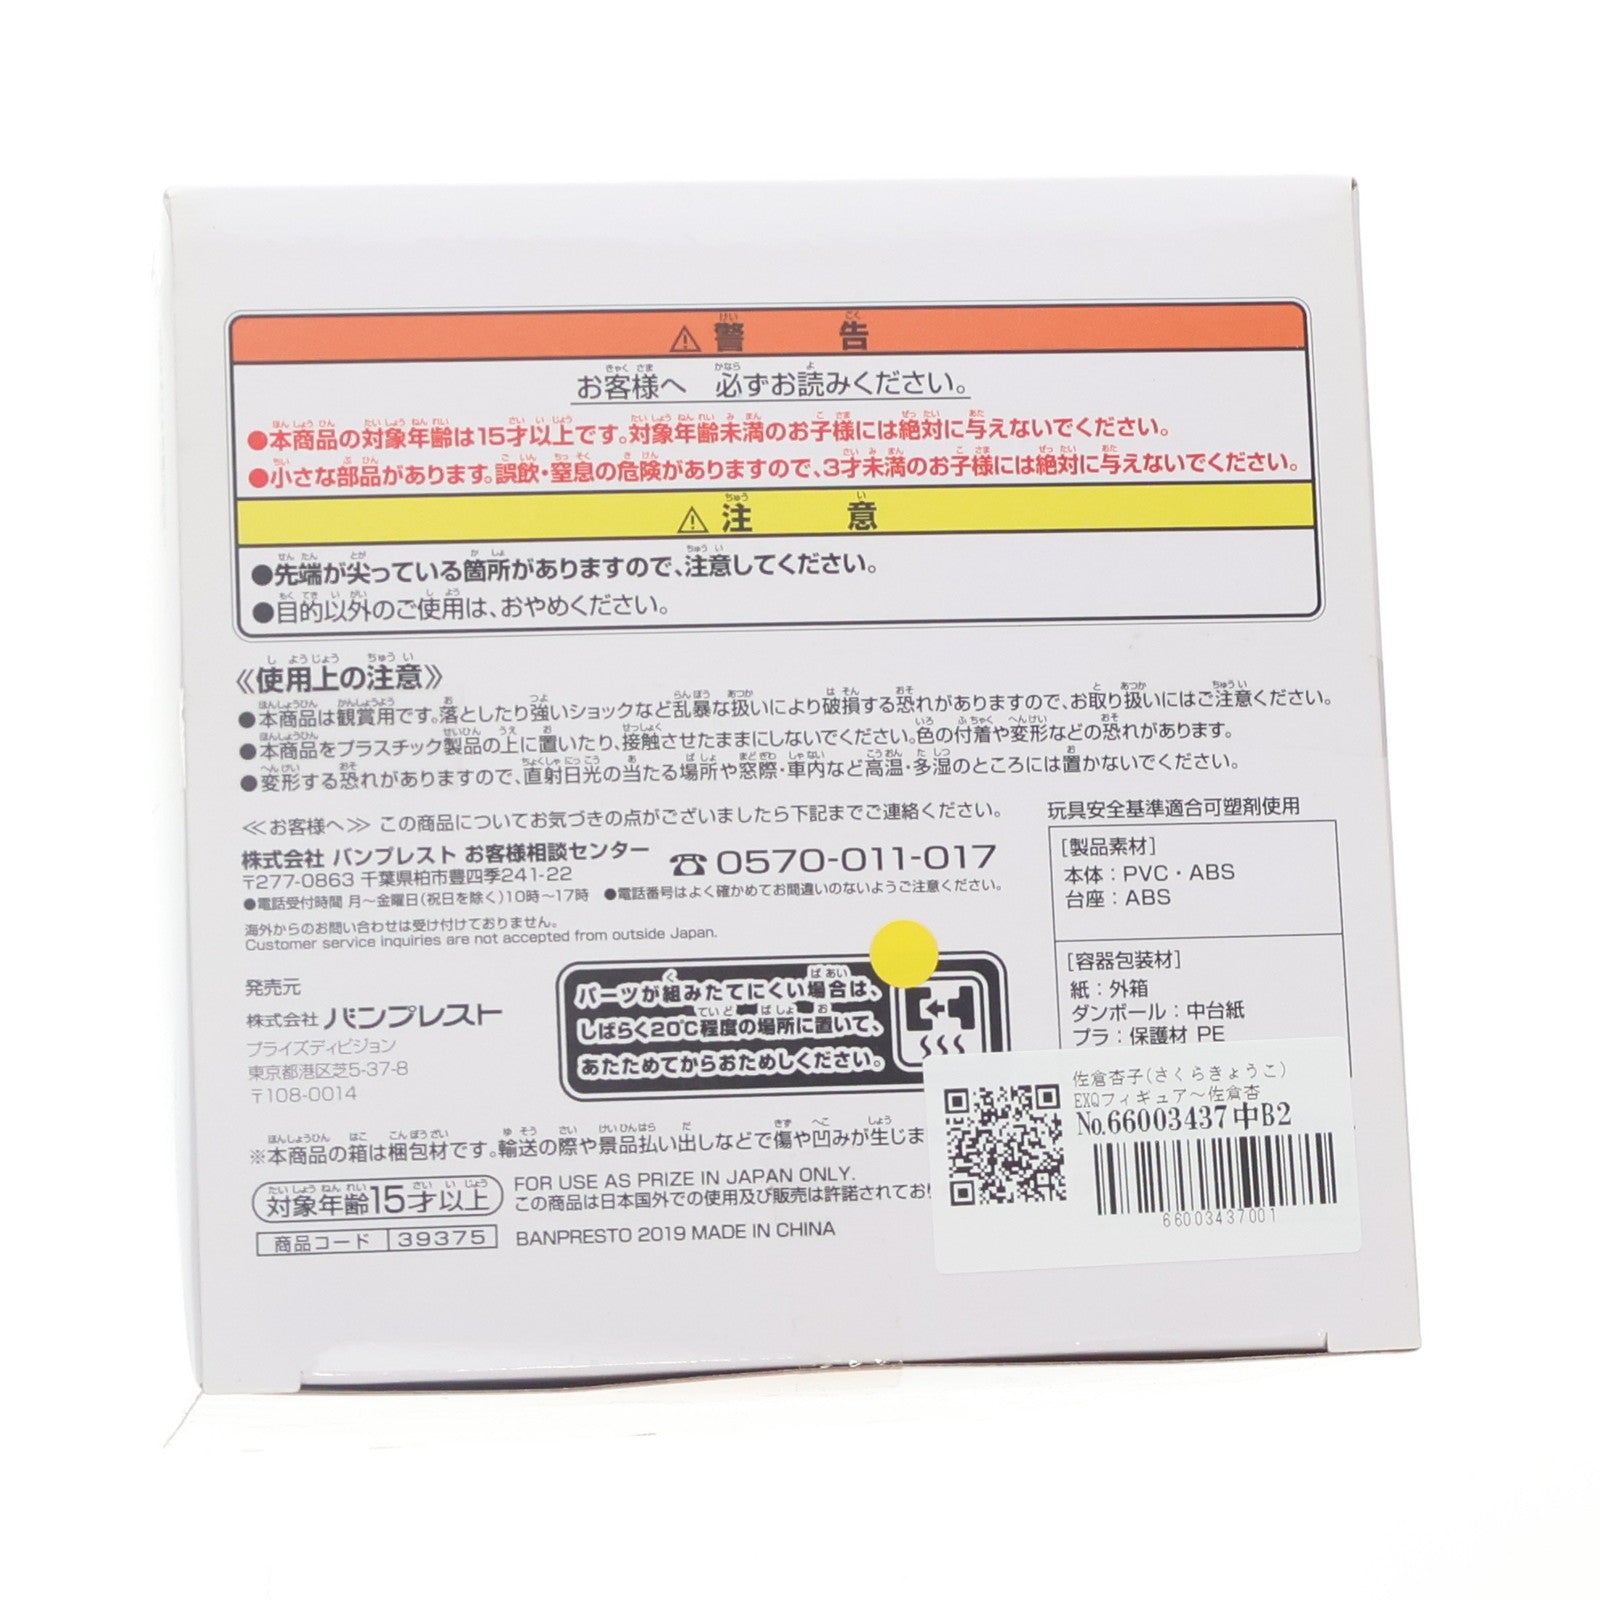 ⚠警告
お客様へ 必ずお読みください。
●本商品の対象年齢は15才以上です。対象年齢未満のお子様には絶対に与えないでください。
●小さな部品があります。誤飲・窒息の危険がありますので、3才未満のお子様には絶対に与えないでください。
⚠注意
●先端が尖っている箇所がありますので、注意してください。
●目的以外のご使用は、おやめください。
《使用上の注意》
●本商品は観賞用です。落としたり強いショックなど乱暴な扱いにより破損する恐れがありますので、お取り扱いにはご注意ください。
●本商品をプラスチック製品の上に置いたり、接触させたままにしないでください。色の付着や変形などの恐れがあります。
●変形する恐れがありますので、直射日光の当たる場所や窓際・車内など高温・多湿のところには置かないでください。
≪お客様へ≫ この商品についてお気づきの点がございましたら下記までご連絡ください。
株式会社 バンプレスト お客様相談センター ☎0570-011-017
〒277-0863 千葉県柏市豊四季241-22
●電話受付時間 月〜金曜日(祝日を除く)10時〜17時 ●電話番号はよく確かめてお間違いのないようご注意ください。
海外からのお問い合わせは受け付けておりません。
Customer service inquiries are not accepted from outside Japan.
玩具安全基準適合可塑剤使用
[製品素材]
本体：PVC・ABS
台座：ABS
[容器包装材]
紙：外箱
ダンボール：中台紙
プラ：保護材 PE
発売元
株式会社バンプレスト
プライズディビジョン
東京都港区芝5-37-8
〒108-0014
パーツが組みたてにくい場合は、
しばらく20℃程度の場所に置いて、
あたためてからおためしください。
※本商品の箱は梱包材です。輸送の際や景品払い出しなどで傷や凹みが生じま
対象年齢15才以上
FOR USE AS PRIZE IN JAPAN ONLY.
この商品は日本国外での使用及び販売は許諾されており
商品コード 39375
BANPRESTO 2019 MADE IN CHINA
佐倉杏子(さくらきょうこ)
EXQフィギュア〜佐倉杏
No.66003437中B2
66003437001